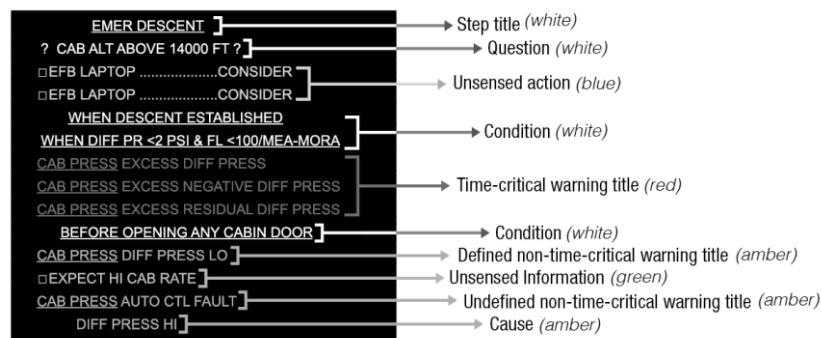 EMER DESCENT
Step title (white)
? CAB ALT ABOVE 14000 FT ?
Question (white)
□EFB LAPTOP ...................CONSIDER
□EFB LAPTOP ...................CONSIDER
Unsensed action (blue)
WHEN DESCENT ESTABLISHED
WHEN DIFF PR <2 PSI & FL <100/MEA-MORA
Condition (white)
CAB PRESS EXCESS DIFF PRESS
CAB PRESS EXCESS NEGATIVE DIFF PRESS
CAB PRESS EXCESS RESIDUAL DIFF PRESS
Time-critical warning title (red)
BEFORE OPENING ANY CABIN DOOR
Condition (white)
CAB PRESS DIFF PRESS LO
Defined non-time-critical warning title (amber)
□EXPECT HI CAB RATE
Unsensed Information (green)
CAB PRESS AUTO CTL FAULT
Undefined non-time-critical warning title (amber)
DIFF PRESS HI
Cause (amber)